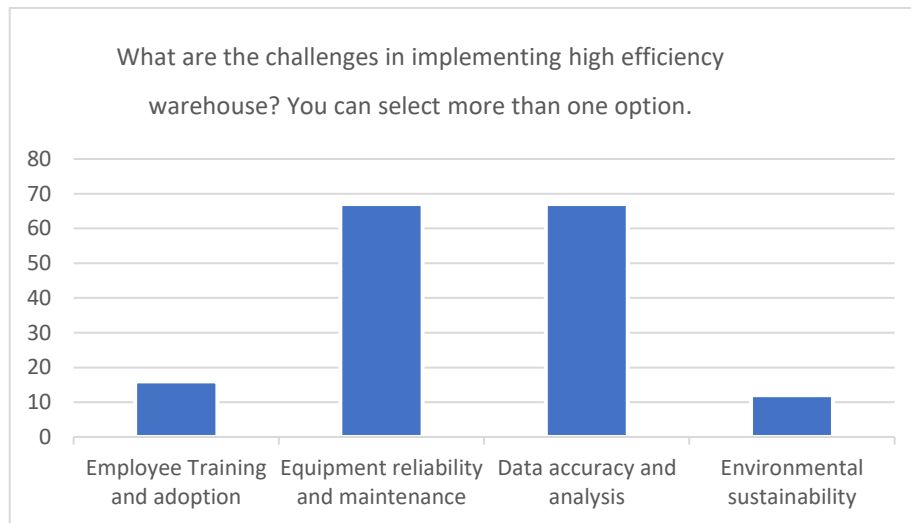 What are the challenges in implementing high efficiency
warehouse? You can select more than one option.
80
70
60
50
40
30
20
10
0
Employee Training
and adoption
Equipment reliability
and maintenance
Data accuracy and
analysis
Environmental
sustainability